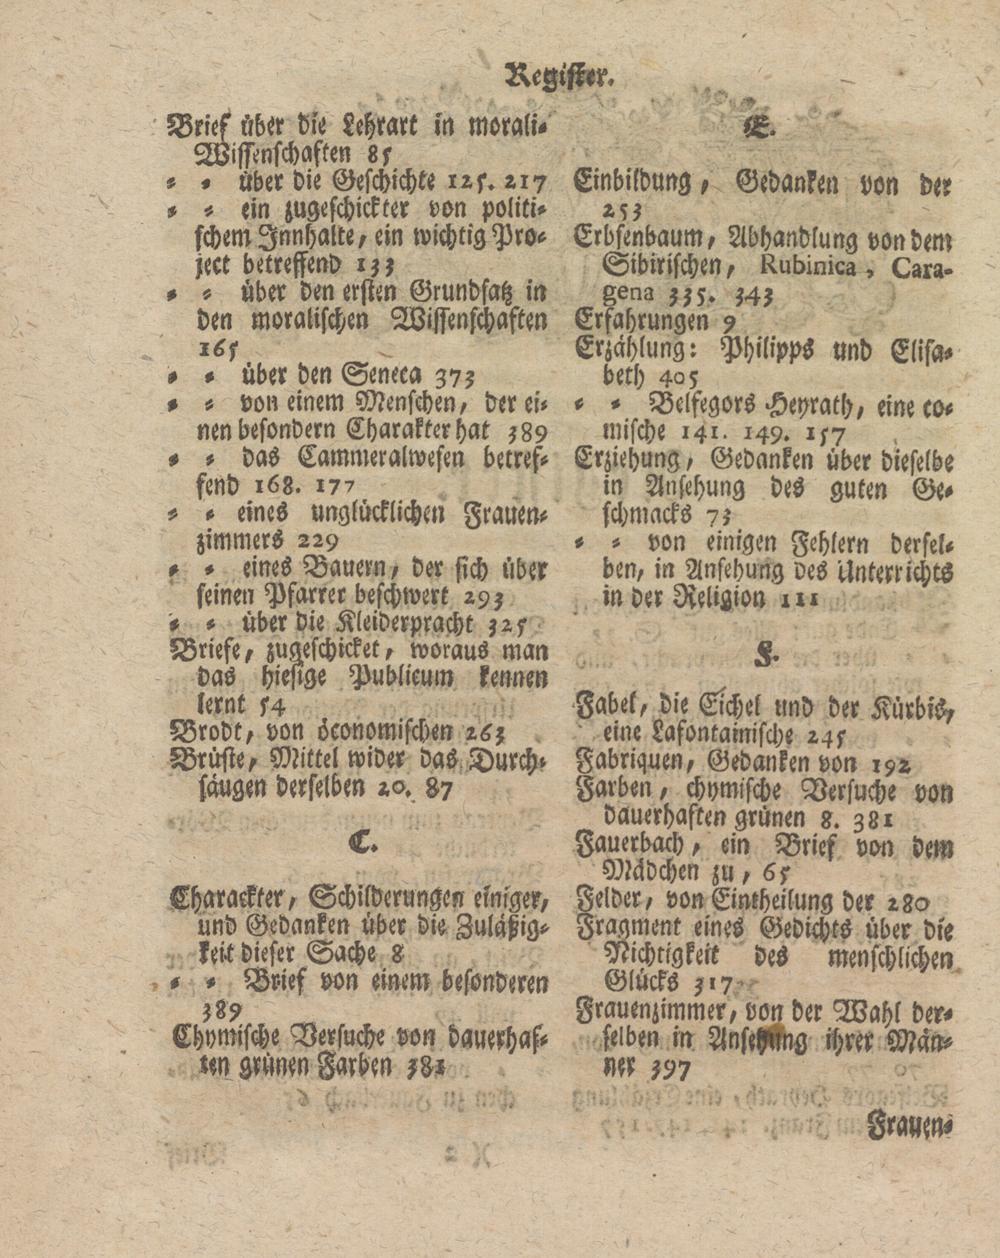 Register.
Brief über die Lehrart in morali⸗
Wissenschaften 85
⸗ ⸗ über die Geschichte 125. 217
⸗ ⸗ ein zugeschickter von politi⸗
schem Innhalte, ein wichtig Pro⸗
ject betreffend 133
⸗ ⸗ über den ersten Grundsatz in
den moralischen Wissenschaften
165
⸗ ⸗ über den Seneca 373
⸗ ⸗ von einem Menschen, der ei⸗
nen besondern Charakter hat 389
⸗ ⸗ das Cammeralwesen betref⸗
fend 168. 177
⸗ ⸗ eines unglücklichen Frauen⸗
zimmers 229
⸗ ⸗ eines Bauern, der sich über
seinen Pfarrer beschwert 293
⸗ ⸗ über die Kleiderpracht 325
Briefe, zugeschicket, woraus man
das hiesige Publicum kennen
lernt 54
Brodt, von öconomischen 263
Brüste, Mittel wider das Durch⸗
säugen derselben 20. 87
C.
Charackter, Schilderungen einiger,
und Gedanken über die Zuläßig⸗
keit dieser Sache 8
⸗ ⸗ Brief von einem besonderen
389
Chymische Versuche von dauerhaf⸗
ten grünen Farben 381
E.
Einbildung, Gedanken von der
253
Erbsenbaum, Abhandlung von dem
Sibirischen, Rubinica, Cara-
gena 335. 343
Erfahrungen 9
Erzählung: Philipps und Elisa⸗
beth 405
⸗ ⸗ Belfegors Heyrath, eine co⸗
mische 141. 149. 157
Erziehung, Gedanken über dieselbe
in Ansehung des guten Ge⸗
schmacks 73
⸗ ⸗ von einigen Fehlern dersel⸗
ben, in Ansehung des Unterrichts
in der Religion 111
F.
Fabel, die Eichel und der Kürbis,
eine Lafontainische 245
Fabriquen, Gedanken von 192
Farben, chymische Versuche von
dauerhaften grünen 8. 381
Fauerbach, ein Brief von dem
Mädchen zu, 65
Felder, von Eintheilung der 280
Fragment eines Gedichts über die
Nichtigkeit des menschlichen
Glücks 317
Frauenzimmer, von der Wahl der⸗
selben in Ansehung ihrer Män⸗
ner 397
Frauen⸗